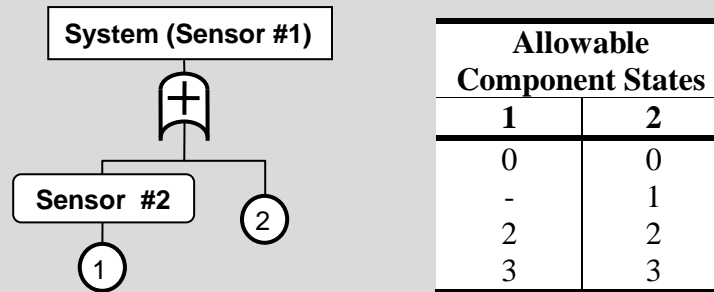 System (Sensor #1)
+
Sensor #2
2
1
Allowable
Component States
1 2
0 0
- 1
2 2
3 3